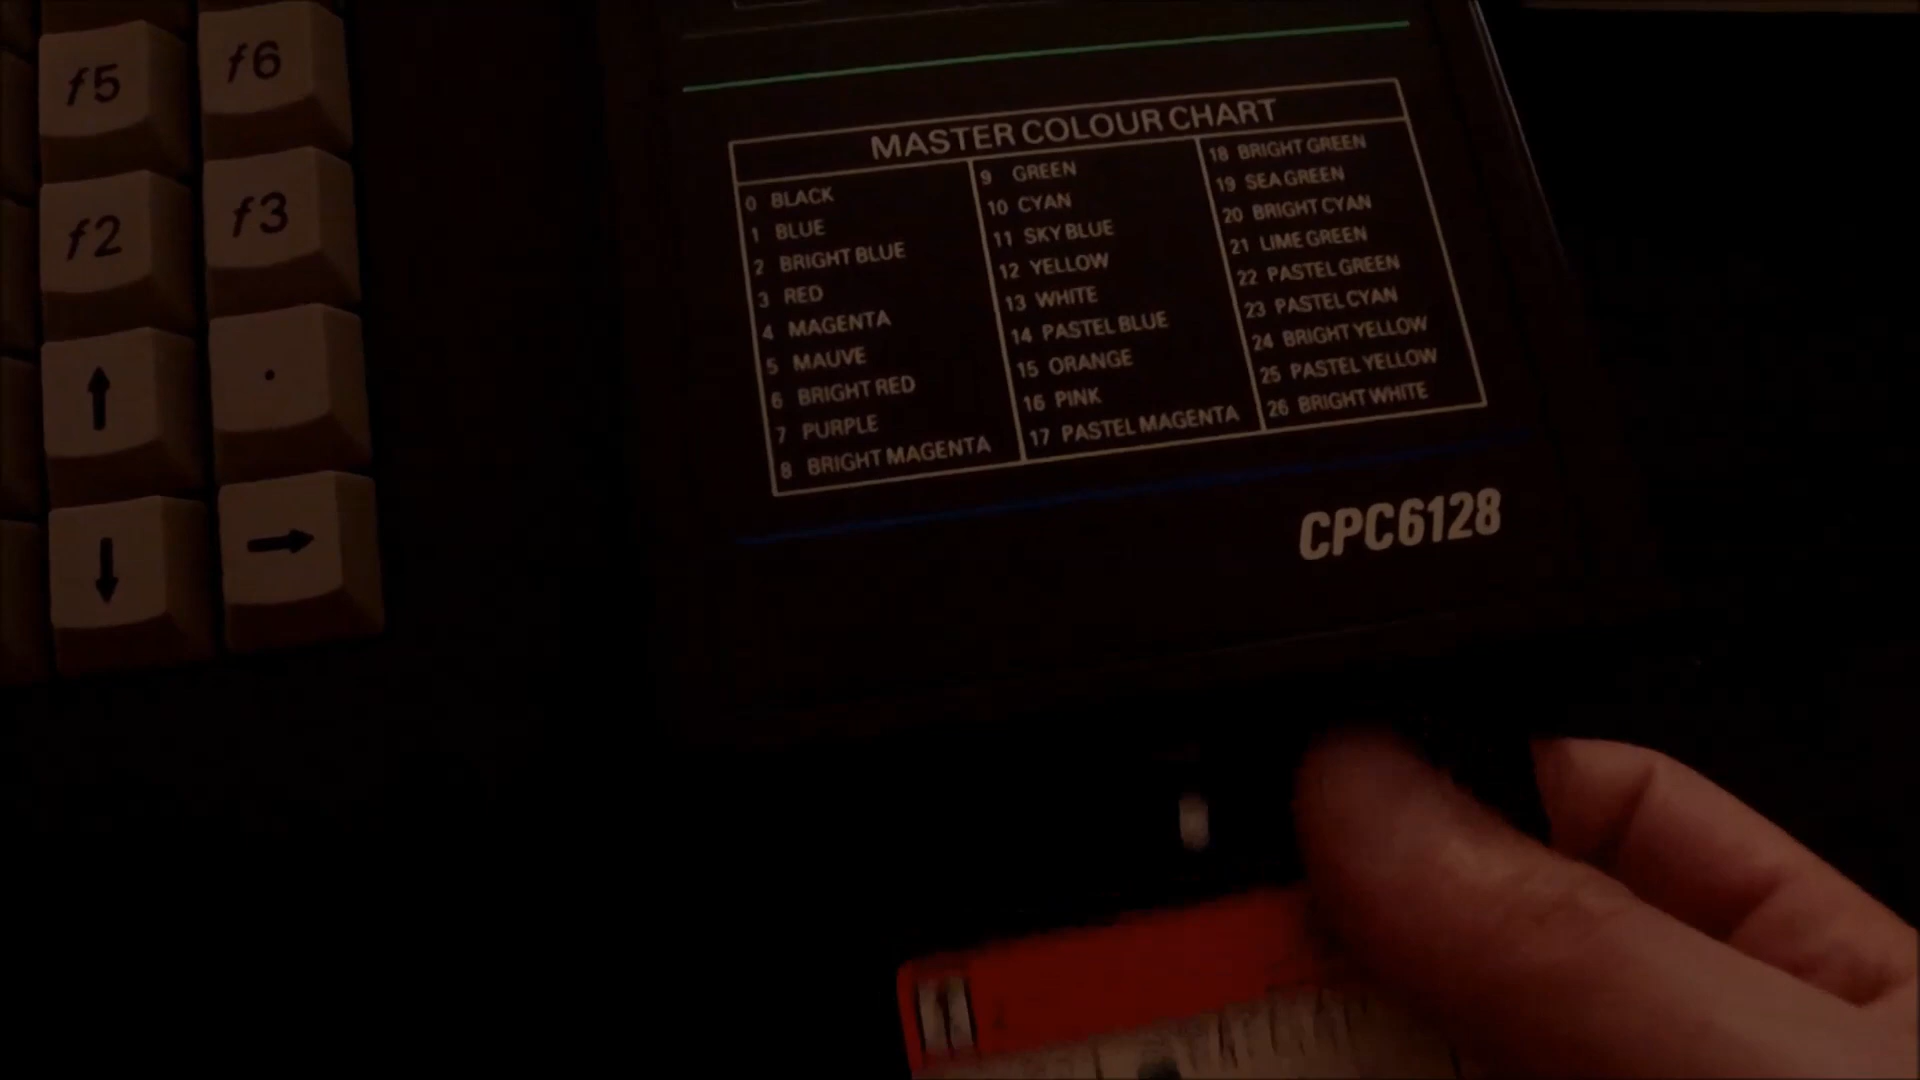 f5 f6
f2 f3
↑ .
↓ →
MASTER COLOUR CHART
0 BLACK
1 BLUE
2 BRIGHT BLUE
3 RED
4 MAGENTA
5 MAUVE
6 BRIGHT RED
7 PURPLE
8 BRIGHT MAGENTA
9 GREEN
10 CYAN
11 SKY BLUE
12 YELLOW
13 WHITE
14 PASTEL BLUE
15 ORANGE
16 PINK
17 PASTEL MAGENTA
18 BRIGHT GREEN
19 SEA GREEN
20 BRIGHT CYAN
21 LIME GREEN
22 PASTEL GREEN
23 PASTEL CYAN
24 BRIGHT YELLOW
25 PASTEL YELLOW
26 BRIGHT WHITE
CPC6128